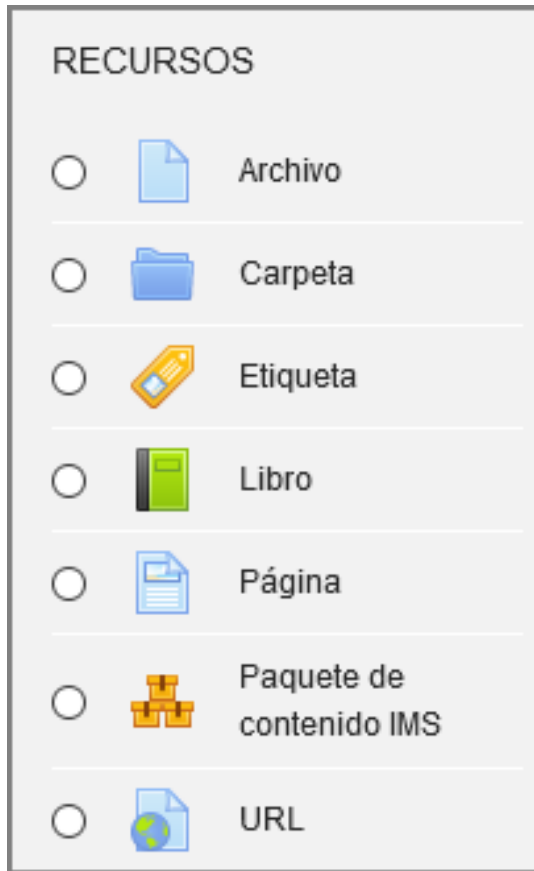 RECURSOS
Archivo
Carpeta
Etiqueta
Libro
Página
Paquete de
contenido IMS
URL